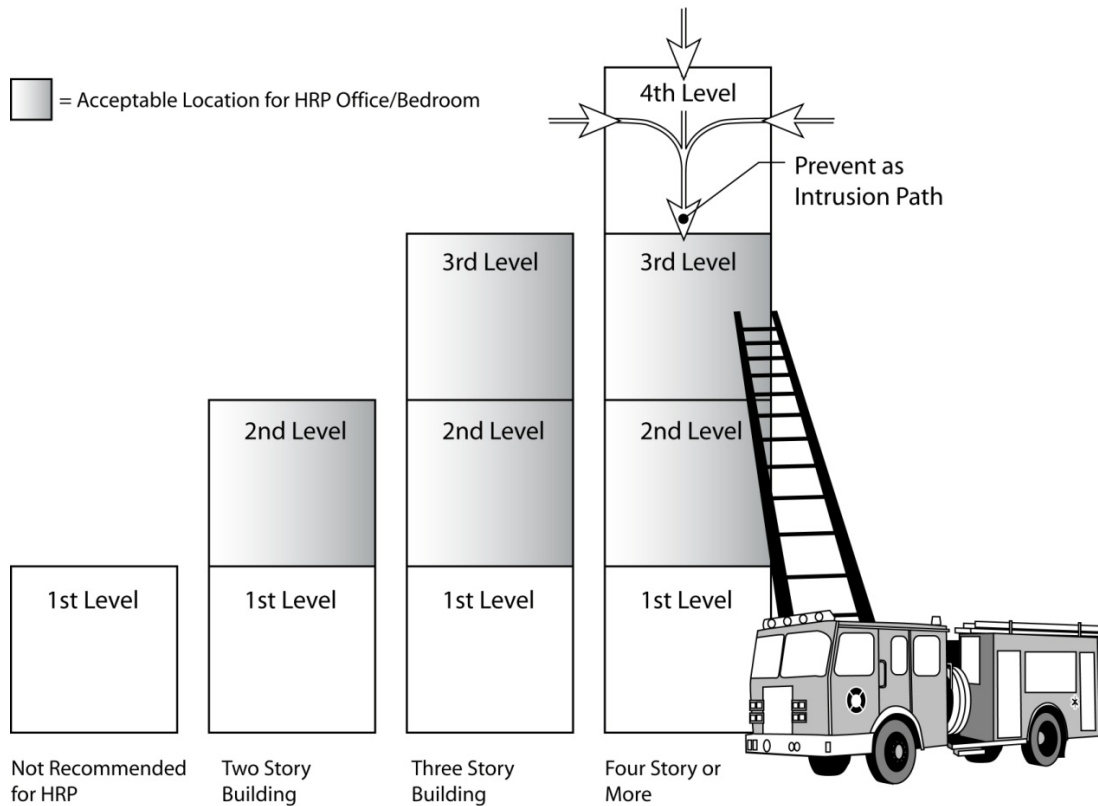 = Acceptable Location for HRP Office/Bedroom
4th Level
Prevent as
Intrusion Path
3rd Level
3rd Level
2nd Level
2nd Level
2nd Level
1st Level
1st Level
1st Level
1st Level
Not Recommended
for HRP
Two Story
Building
Three Story
Building
Four Story or
More